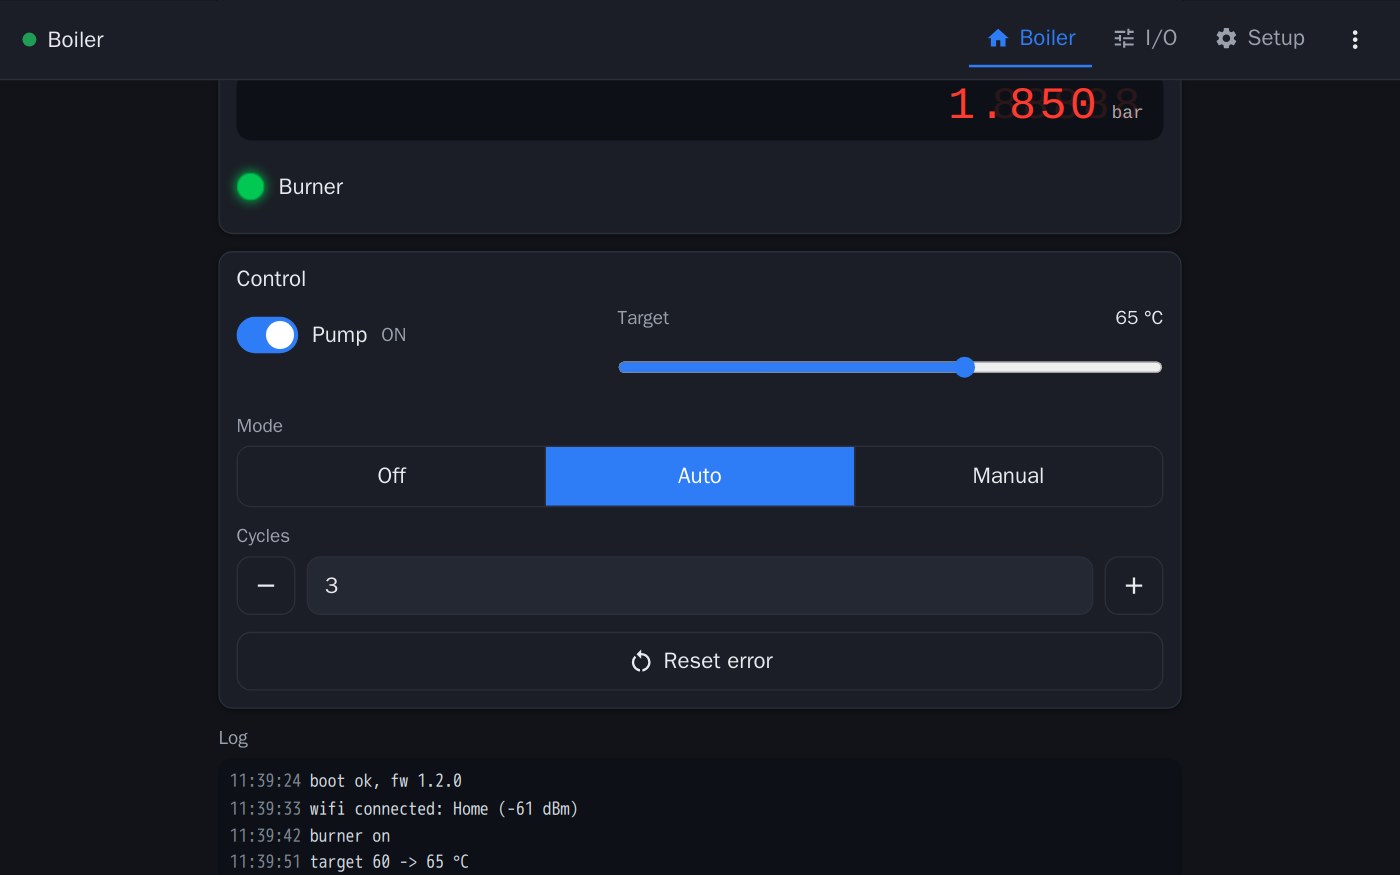 Boiler
Boiler I/O Setup
1.850 bar
Burner
Control
Pump ON
Target 65 °C
Mode
Off Auto Manual
Cycles
− 3 +
Reset error
Log
11:39:24 boot ok, fw 1.2.0
11:39:33 wifi connected: Home (-61 dBm)
11:39:42 burner on
11:39:51 target 60 -> 65 °C